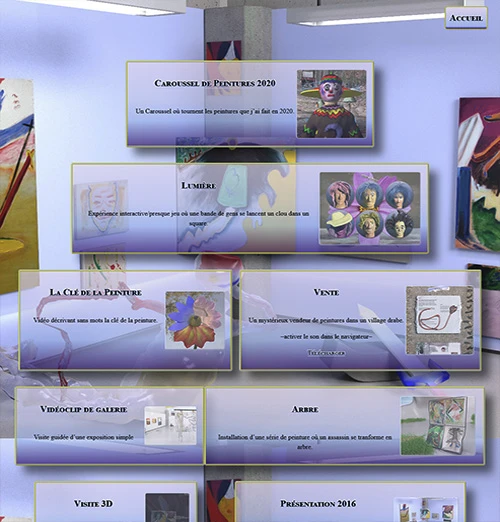 Accueil
Caroussel de Peintures 2020
Un Caroussel où tournent les peintures que j'ai fait en 2020.
Lumière
Expérience interactive/presque jeu où une bande de gens se lancent un clou dans un
square.
La Clé de la Peinture
Vidéo décrivant sans mots la clé de la peinture.
Vente
Un mystérieux vendeur de peintures dans un village drabe.
~activer le son dans le navigateur~
Télécharger
Vidéoclip de galerie
Visite guidée d'une exposition simple
Arbre
Installation d'une série de peinture où un assassin se tranforme en
arbre.
Visite 3D
Présentation 2016